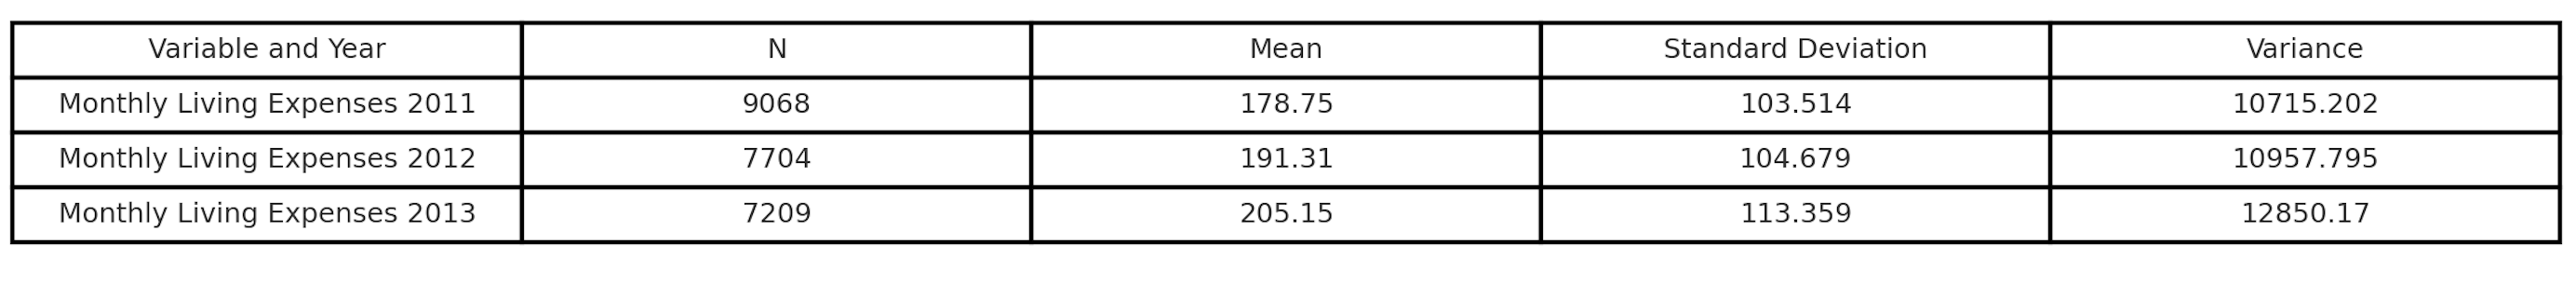 Variable and Year N Mean Standard Deviation Variance
Monthly Living Expenses 2011 9068 178.75 103.514 10715.202
Monthly Living Expenses 2012 7704 191.31 104.679 10957.795
Monthly Living Expenses 2013 7209 205.15 113.359 12850.17